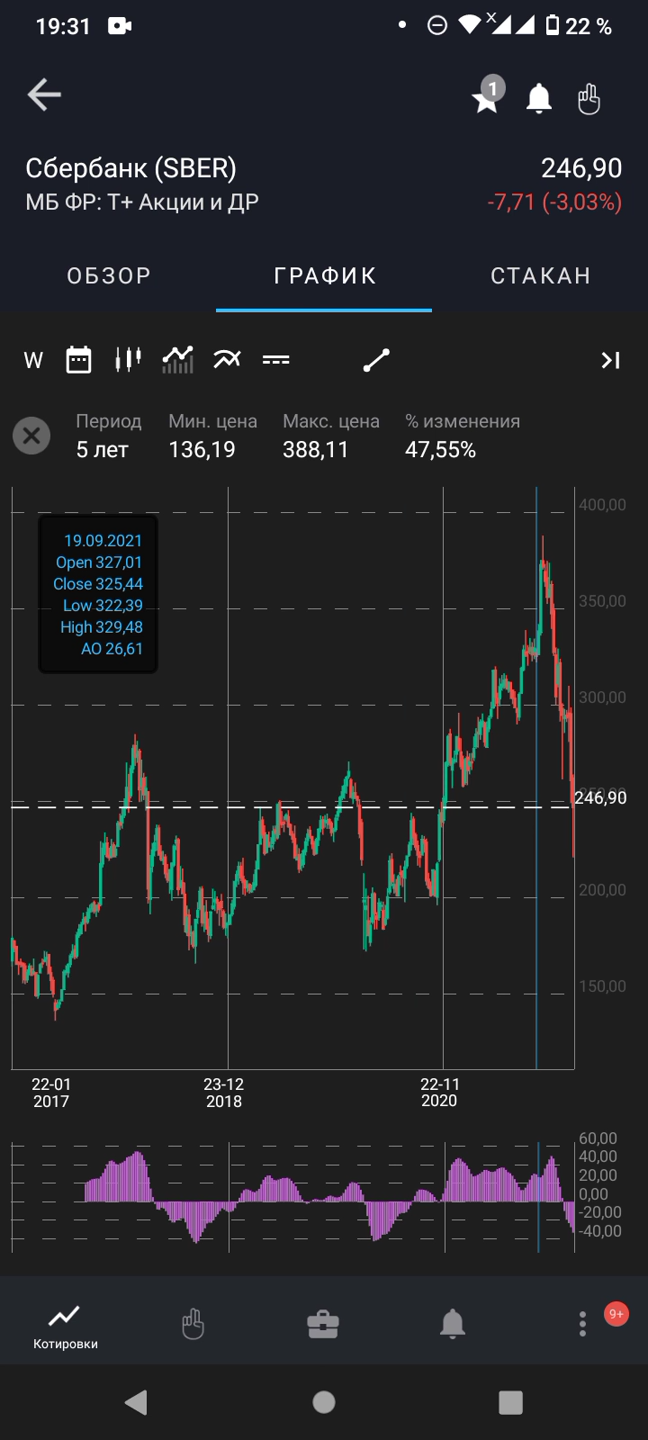 19:31
22 %
1
Сбербанк (SBER)
246,90
МБ ФР: Т+ Акции и ДР
-7,71 (-3,03%)
ОБЗОР
ГРАФИК
СТАКАН
W
Период
Мин. цена
Макс. цена
% изменения
5 лет
136,19
388,11
47,55%
400,00
19.09.2021
Open 327,01
Close 325,44
Low 322,39
High 329,48
AO 26,61
350,00
300,00
250,00
246,90
200,00
150,00
22-01
2017
23-12
2018
22-11
2020
60,00
40,00
20,00
0,00
-20,00
-40,00
9+
Котировки